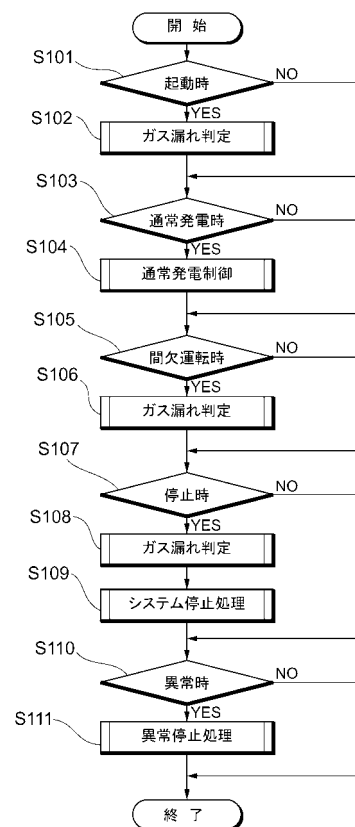 開 始
S101
起動時
NO
YES
S102
ガス漏れ判定
S103
通常発電時
NO
YES
S104
通常発電制御
S105
間欠運転時
NO
YES
S106
ガス漏れ判定
S107
停止時
NO
YES
S108
ガス漏れ判定
S109
システム停止処理
S110
異常時
NO
YES
S111
異常停止処理
終 了